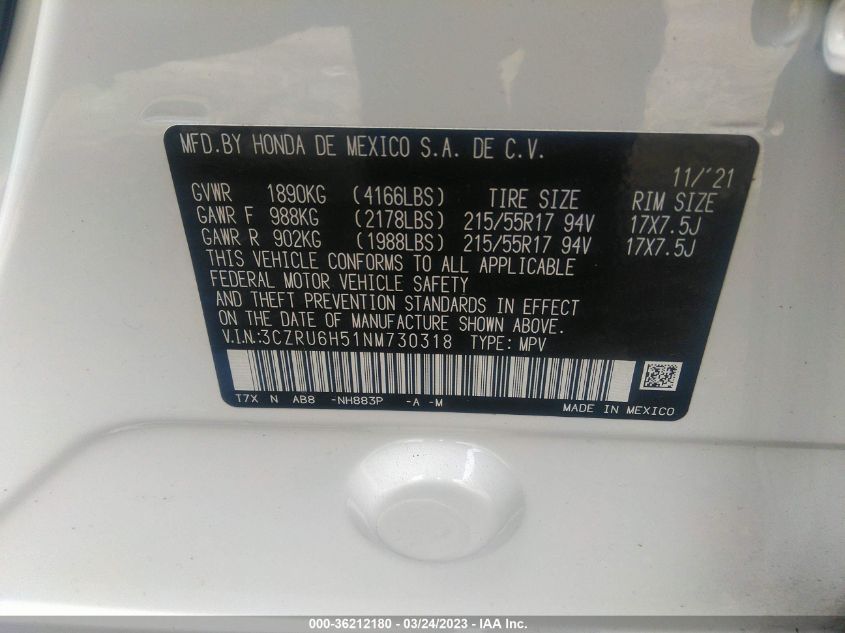 MFD.BY HONDA DE MEXICO S.A. DE C.V.
11/'21
GVWR 1890KG (4166LBS) TIRE SIZE RIM SIZE
GAWR F 988KG (2178LBS) 215/55R17 94V 17X7.5J
GAWR R 902KG (1988LBS) 215/55R17 94V 17X7.5J
THIS VEHICLE CONFORMS TO ALL APPLICABLE
FEDERAL MOTOR VEHICLE SAFETY
AND THEFT PREVENTION STANDARDS IN EFFECT
ON THE DATE OF MANUFACTURE SHOWN ABOVE.
V.I.N:3CZRU6H51NM730318 TYPE: MPV
T7X N AB8 -NH883P -A -M
MADE IN MEXICO
000-36212180 - 03/24/2023 - IAA Inc.